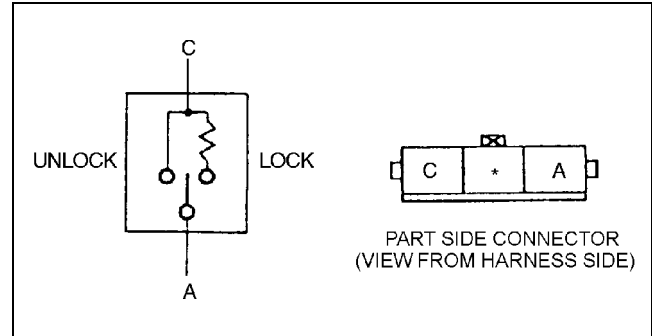 C
UNLOCK
LOCK
A
C * A
PART SIDE CONNECTOR
(VIEW FROM HARNESS SIDE)